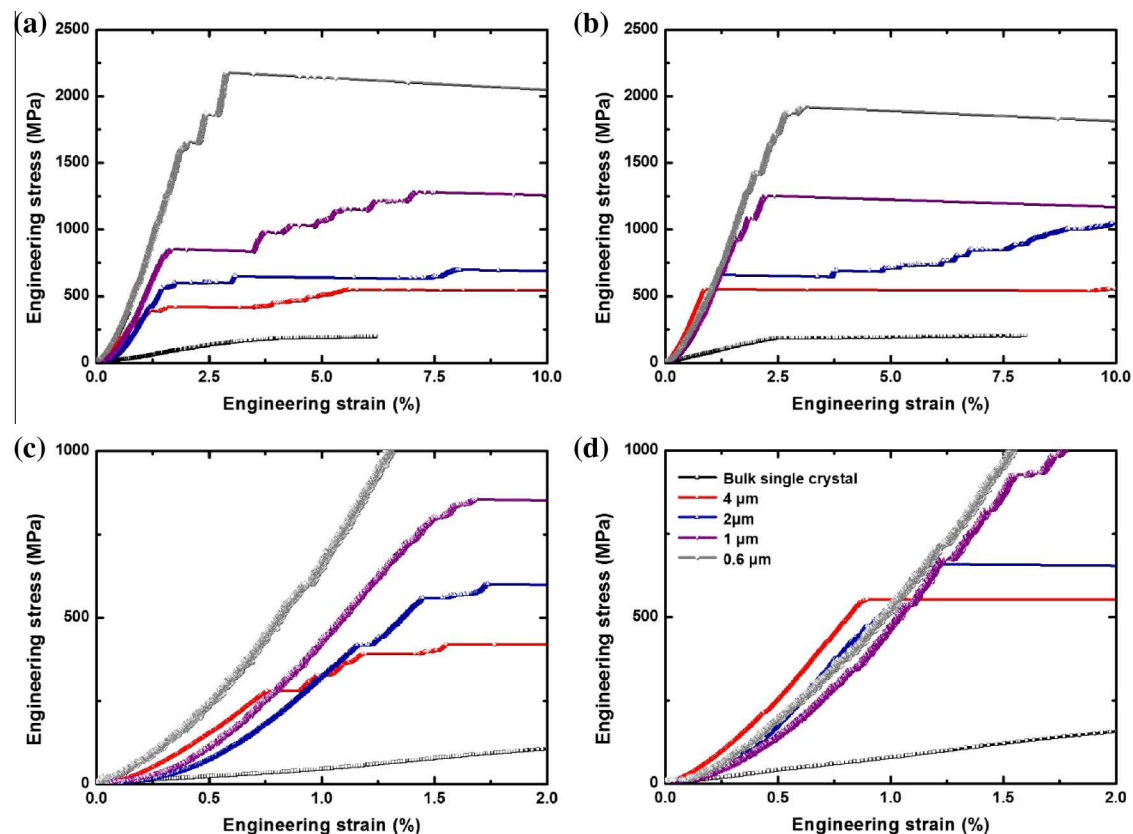 (a)
2500
2000
1500
1000
500
0
Engineering stress (MPa)
0.0 2.5 5.0 7.5 10.0
Engineering strain (%)
(b)
2500
2000
1500
1000
500
0
Engineering stress (MPa)
0.0 2.5 5.0 7.5 10.0
Engineering strain (%)
(c)
1000
500
0
Engineering stress (MPa)
0.0 0.5 1.0 1.5 2.0
Engineering strain (%)
(d)
1000
500
0
Engineering stress (MPa)
Bulk single crystal
4 μm
2μm
1 μm
0.6 μm
0.0 0.5 1.0 1.5 2.0
Engineering strain (%)